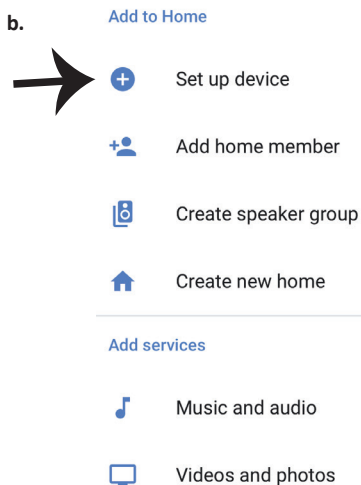 b.
Add to Home
Set up device
Add home member
Create speaker group
Create new home
Add services
Music and audio
Videos and photos